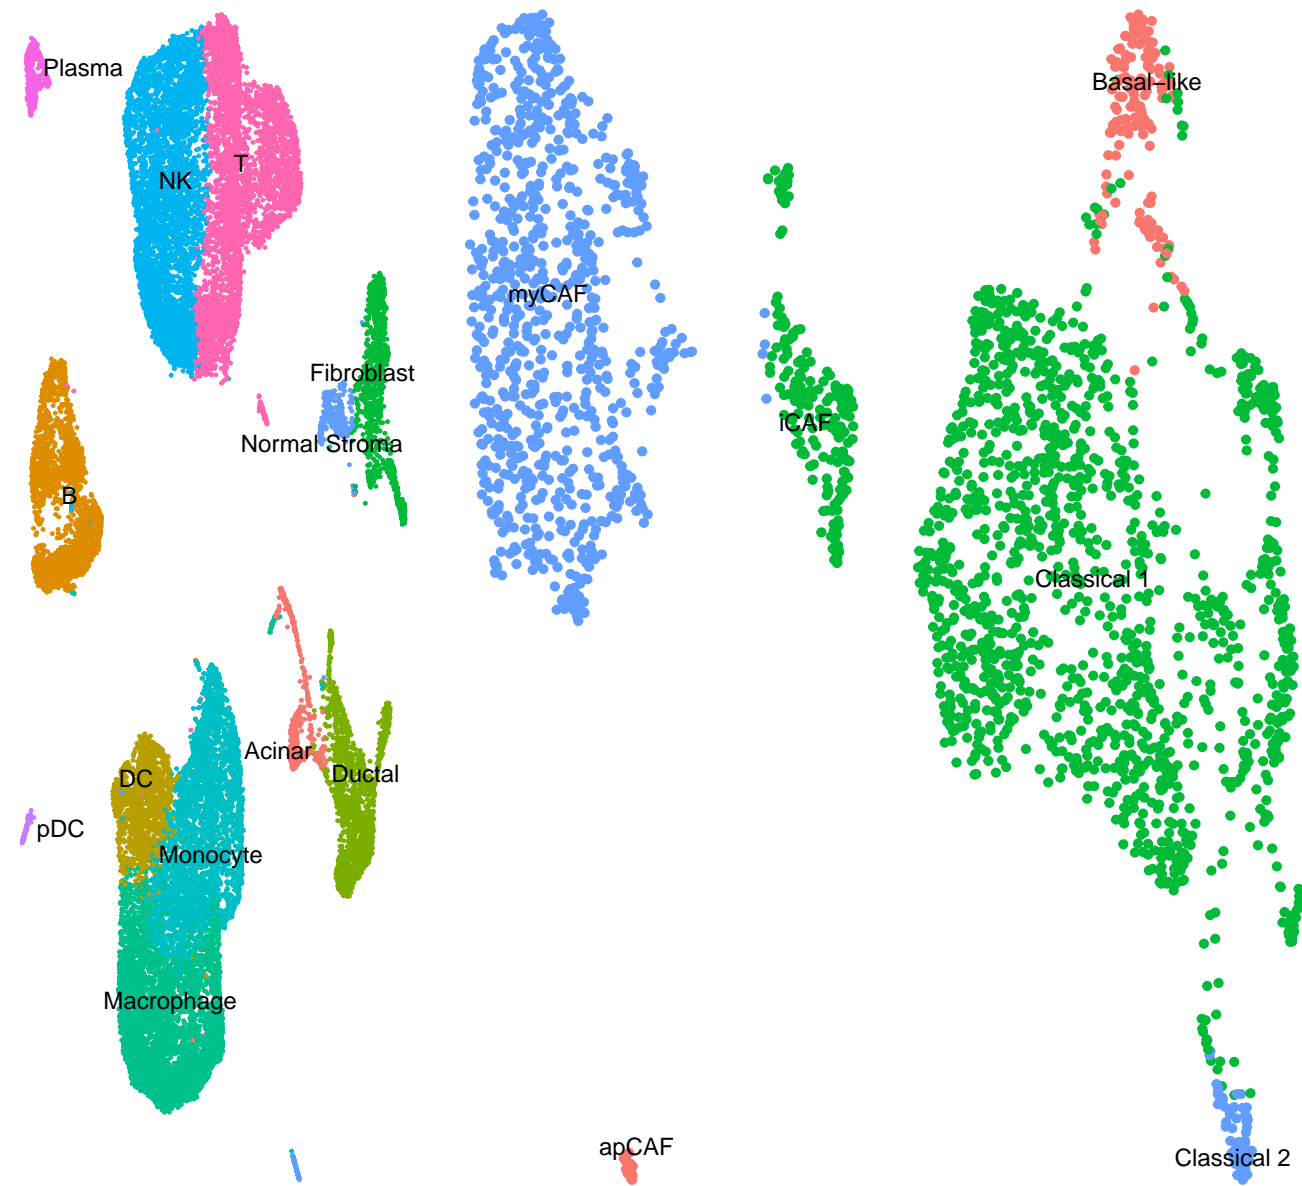 Plasma
Basal-like
T
NK
myCAF
Fibroblast
iCAF
Normal Stroma
B
Classical 1
Acinar
Ductal
DC
pDC
Monocyte
Macrophage
apCAF
Classical 2